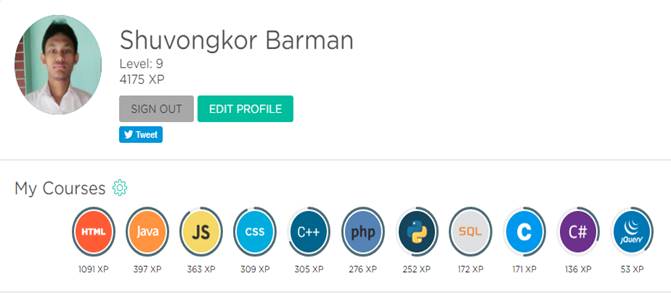 Shuvongkor Barman
Level: 9
4175 XP
SIGN OUT EDIT PROFILE
Tweet
My Courses
HTML Java JS CSS C++ php SQL C C# jQuery
1091 XP 397 XP 363 XP 309 XP 305 XP 276 XP 252 XP 172 XP 171 XP 136 XP 53 XP